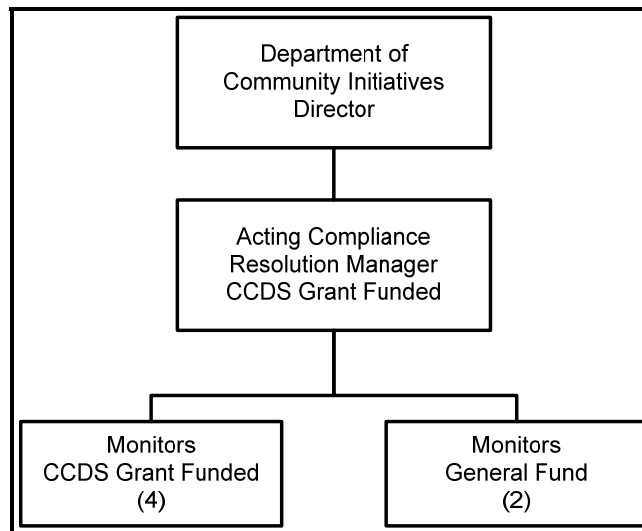 Department of
Community Initiatives
Director
Acting Compliance
Resolution Manager
CCDS Grant Funded
Monitors
CCDS Grant Funded
(4)
Monitors
General Fund
(2)